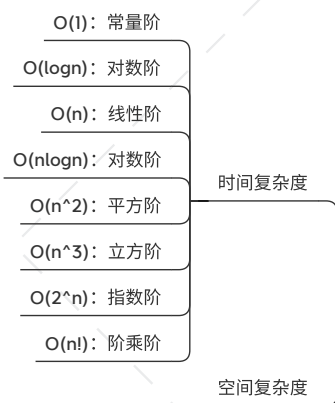 O(1)：常量阶
O(logn)：对数阶
O(n)：线性阶
O(nlogn)：对数阶
时间复杂度
O(n^2)：平方阶
O(n^3)：立方阶
O(2^n)：指数阶
O(n!)：阶乘阶
空间复杂度